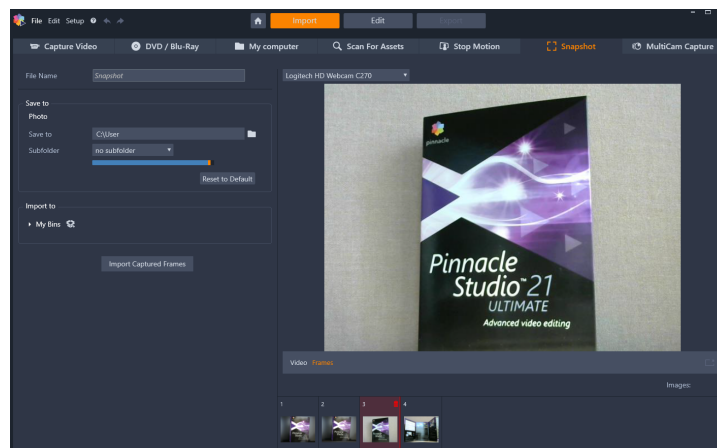 File Edit Setup
Import
Edit
Export
Capture Video
DVD / Blu-Ray
My computer
Scan For Assets
Stop Motion
Snapshot
MultiCam Capture
File Name
Snapshot
Logitech HD Webcam C270
Save to
Photo
Save to
C:\User
Subfolder
no subfolder
Reset to Default
Import to
My Bins
Import Captured Frames
pinnacle
Pinnacle
Studio™21
ULTIMATE
Advanced video editing
Video Frames
Images:
1
2
3
4